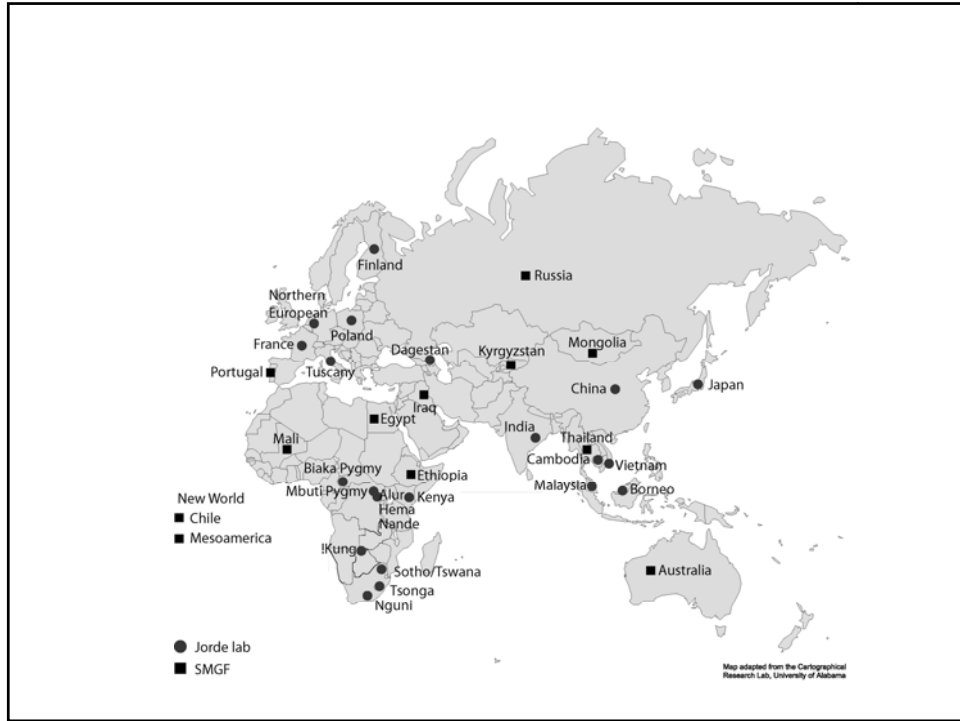 Finland
Russia
Northern
European
Poland
France
Dagestan
Kyrgyzstan
Mongolia
Portugal
Tuscany
China
Japan
Iraq
Egypt
India
Mali
Thailand
Biaka Pygmy
Ethiopia
Cambodia
Vietnam
Mbuti Pygmy
Alur
Kenya
Malaysia
Borneo
New World
Hema
Chile
Nande
Mesoamerica
!Kung
Sotho/Tswana
Australia
Tsonga
Nguni
Jorde lab
SMGF
Map adapted from the Cartographical
Research Lab, University of Alabama